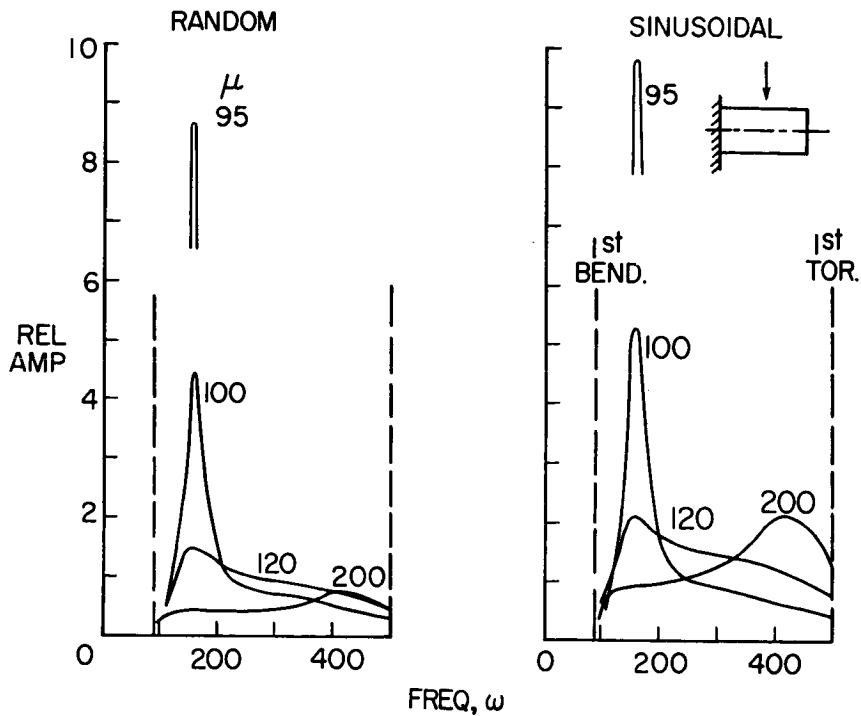 RANDOM
10
8
6
4
2
0
REL
AMP
μ
95
100
120
200
200
400
SINUSOIDAL
95
1st
BEND.
1st
TOR.
100
120
200
0
200
400
FREQ, ω